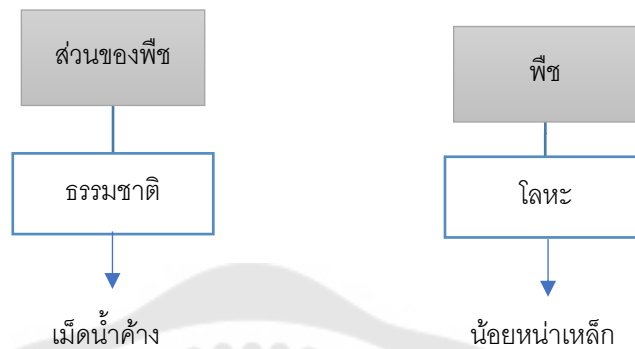 ส่วนของพืช
พืช
ธรรมชาติ
โลหะ
เม็ดน้ำค้าง
น้อยหน่าเหล็ก